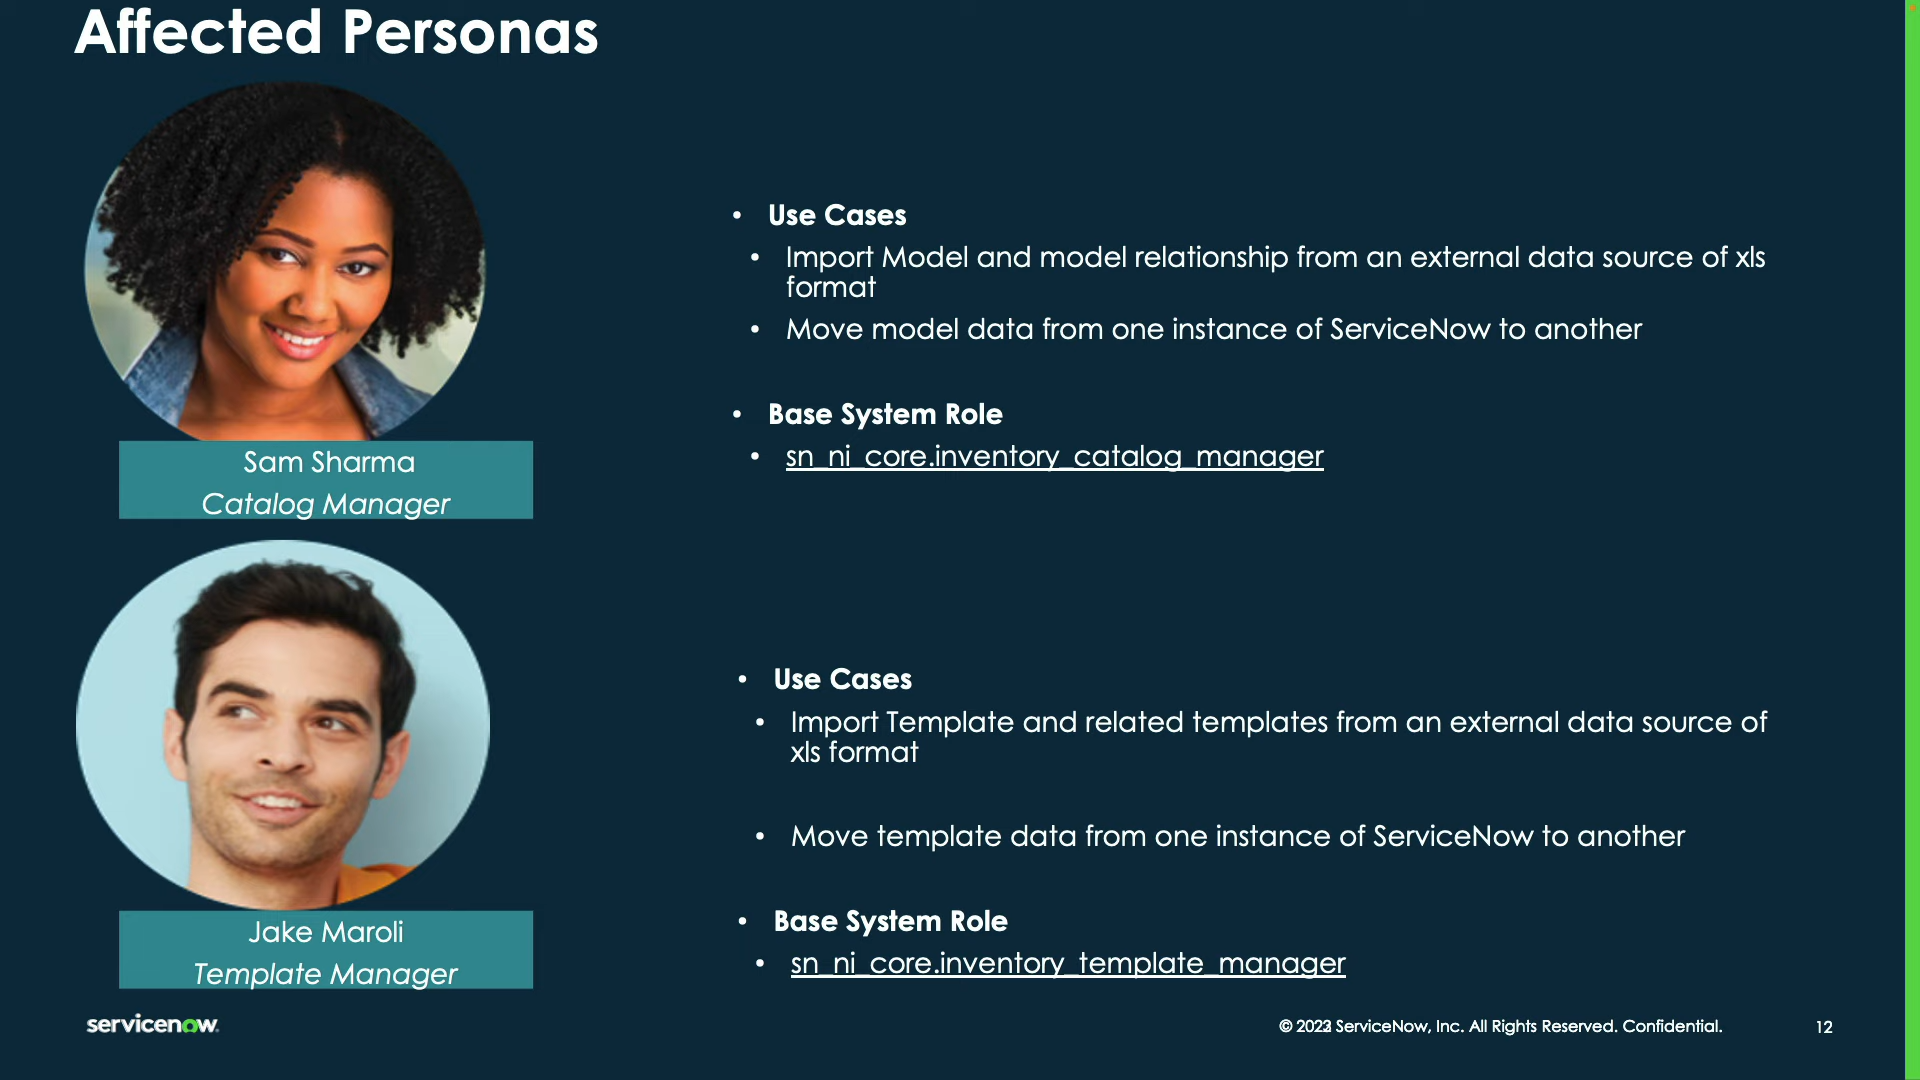 Affected Personas
• Use Cases
• Import Model and model relationship from an external data source of xls
format
• Move model data from one instance of ServiceNow to another
• Base System Role
• sn_ni_core.inventory_catalog_manager
Sam Sharma
Catalog Manager
• Use Cases
• Import Template and related templates from an external data source of
xls format
• Move template data from one instance of ServiceNow to another
• Base System Role
• sn_ni_core.inventory_template_manager
Jake Maroli
Template Manager
servicenow.
© ServiceNow, Inc. All Rights Reserved. Confidential.
12